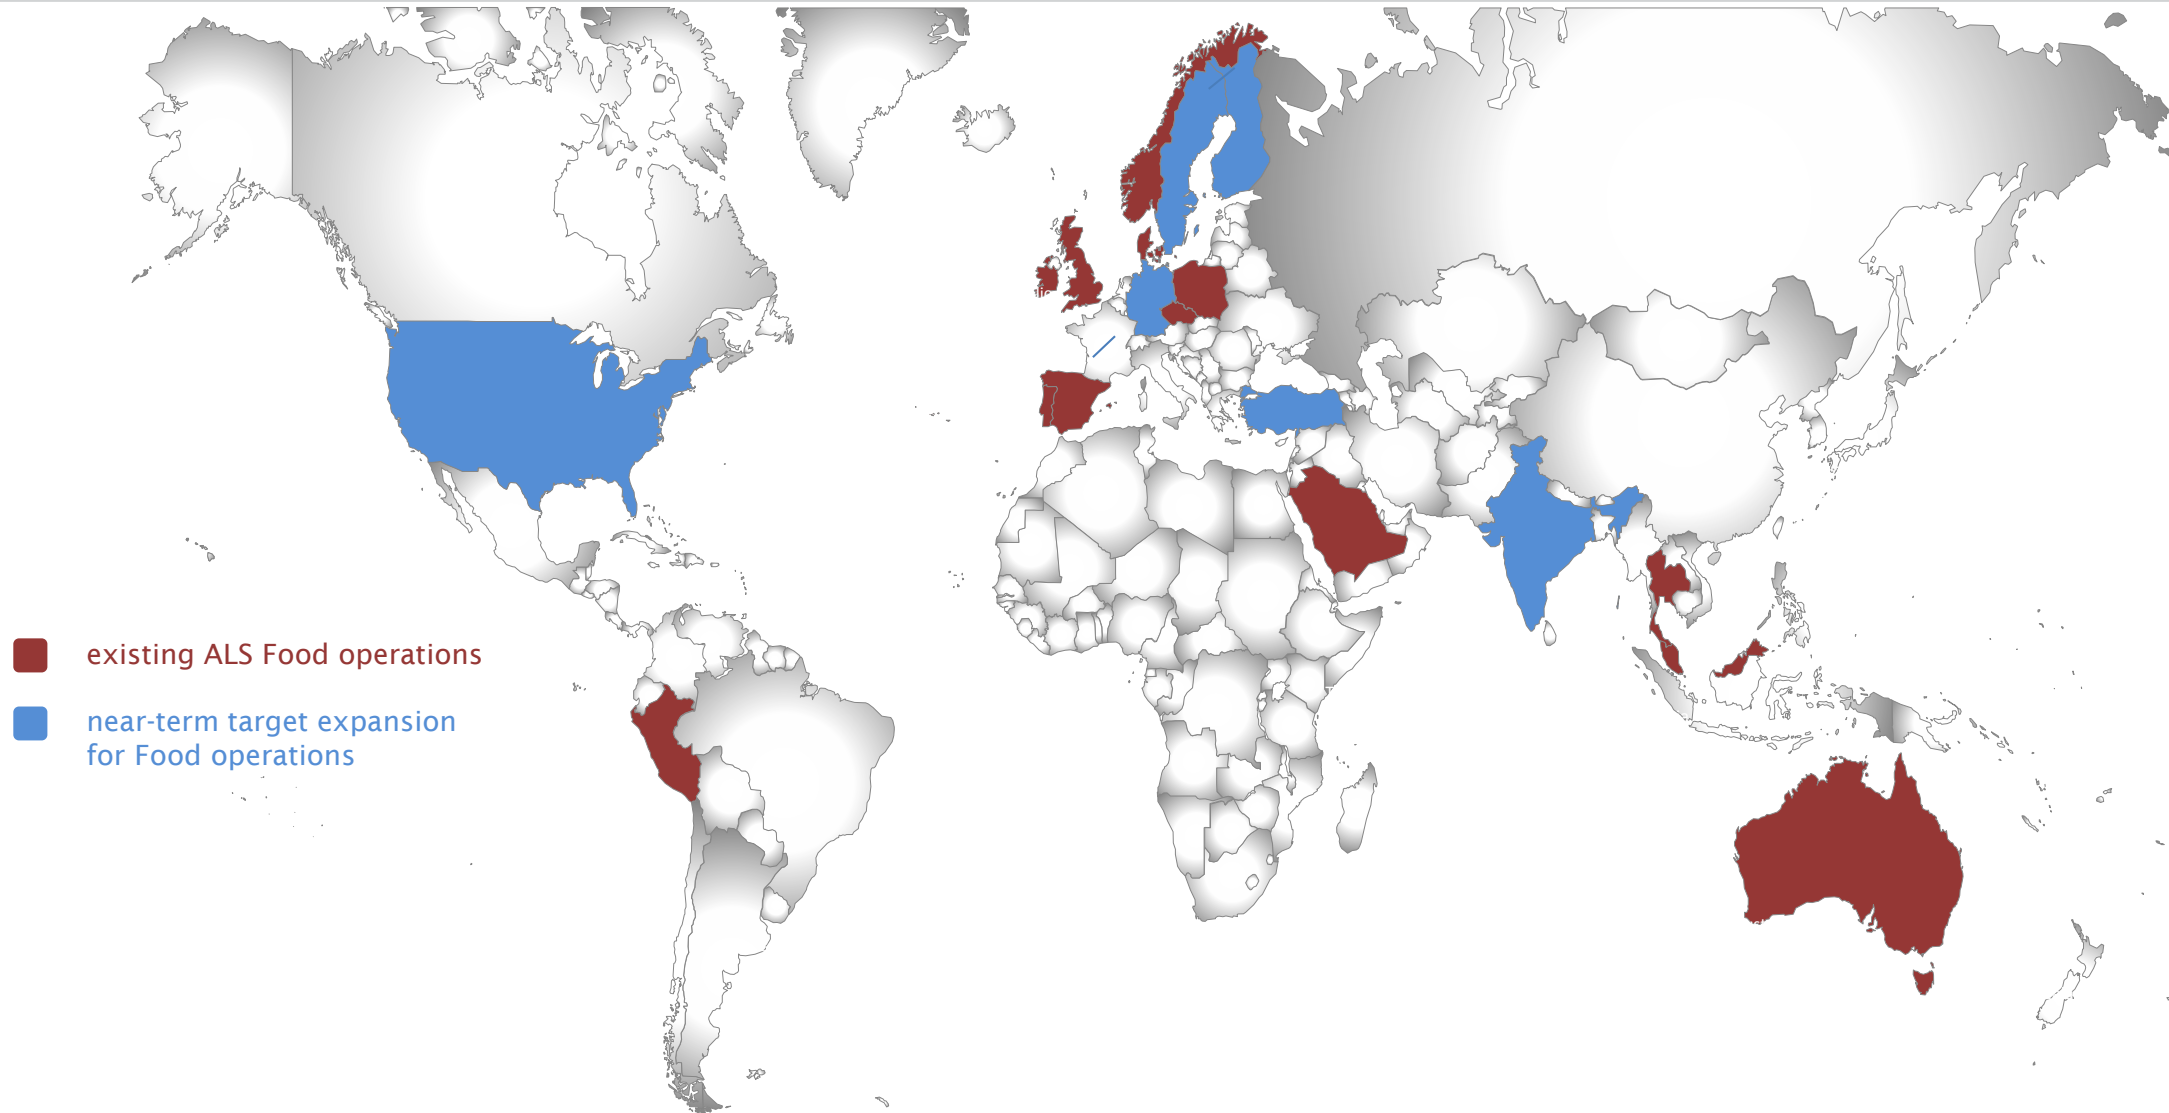 existing ALS Food operations
near-term target expansion
for Food operations